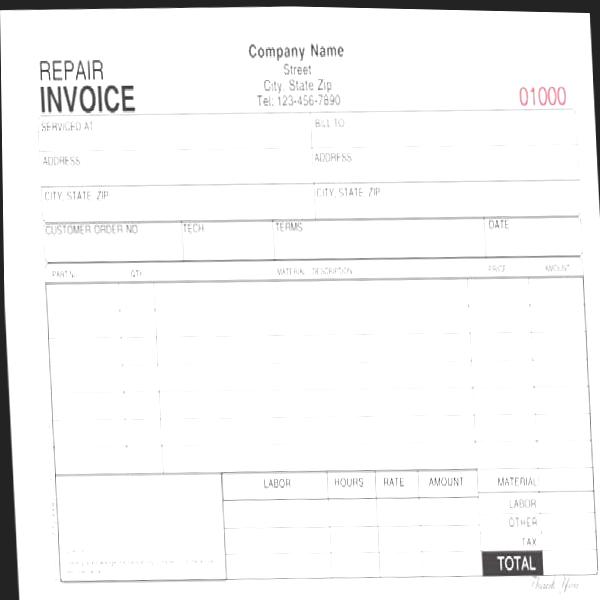 Company Name
Street
City, State Zip
Tel: 123-456-7890
REPAIR
INVOICE
01000
SERVICED AT
BILL TO
ADDRESS
ADDRESS
CITY, STATE, ZIP
CITY, STATE, ZIP
CUSTOMER ORDER NO
TECH
TERMS
DATE
PART NO
QTY
MATERIAL DESCRIPTION
PRICE
AMOUNT
LABOR
HOURS
RATE
AMOUNT
MATERIAL
LABOR
OTHER
TAX
TOTAL
Thank You